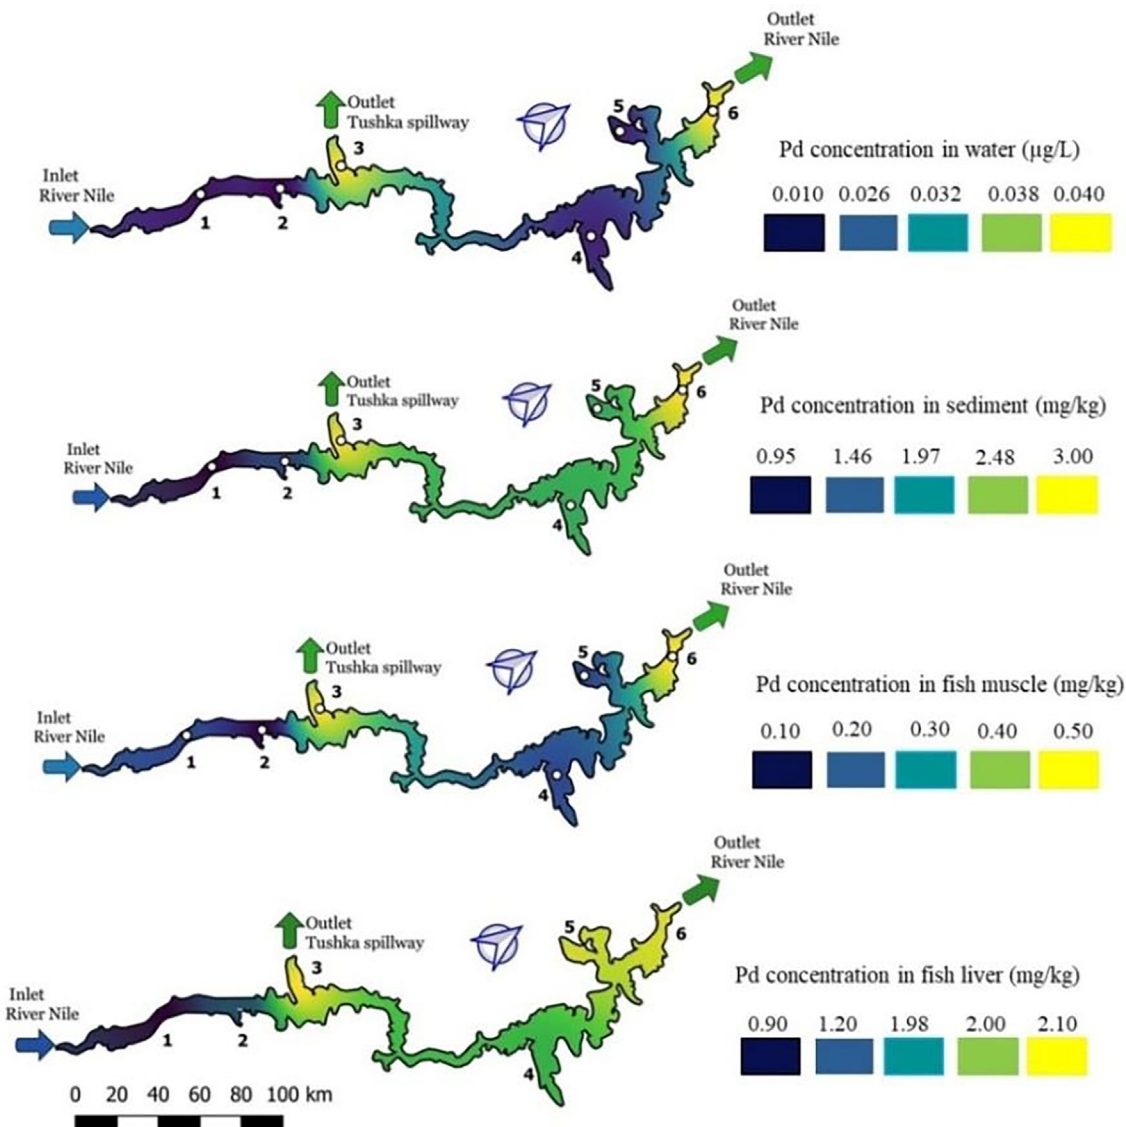 Outlet
River Nile
Outlet
Tushka spillway
Inlet
River Nile
1
2
3
4
5
6
Pd concentration in water (µg/L)
0.010 0.026 0.032 0.038 0.040
Outlet
River Nile
Outlet
Tushka spillway
Inlet
River Nile
1
2
3
4
5
6
Pd concentration in sediment (mg/kg)
0.95 1.46 1.97 2.48 3.00
Outlet
River Nile
Outlet
Tushka spillway
Inlet
River Nile
1
2
3
4
5
6
Pd concentration in fish muscle (mg/kg)
0.10 0.20 0.30 0.40 0.50
Outlet
River Nile
Outlet
Tushka spillway
Inlet
River Nile
1
2
3
4
5
6
Pd concentration in fish liver (mg/kg)
0.90 1.20 1.98 2.00 2.10
0 20 40 60 80 100 km